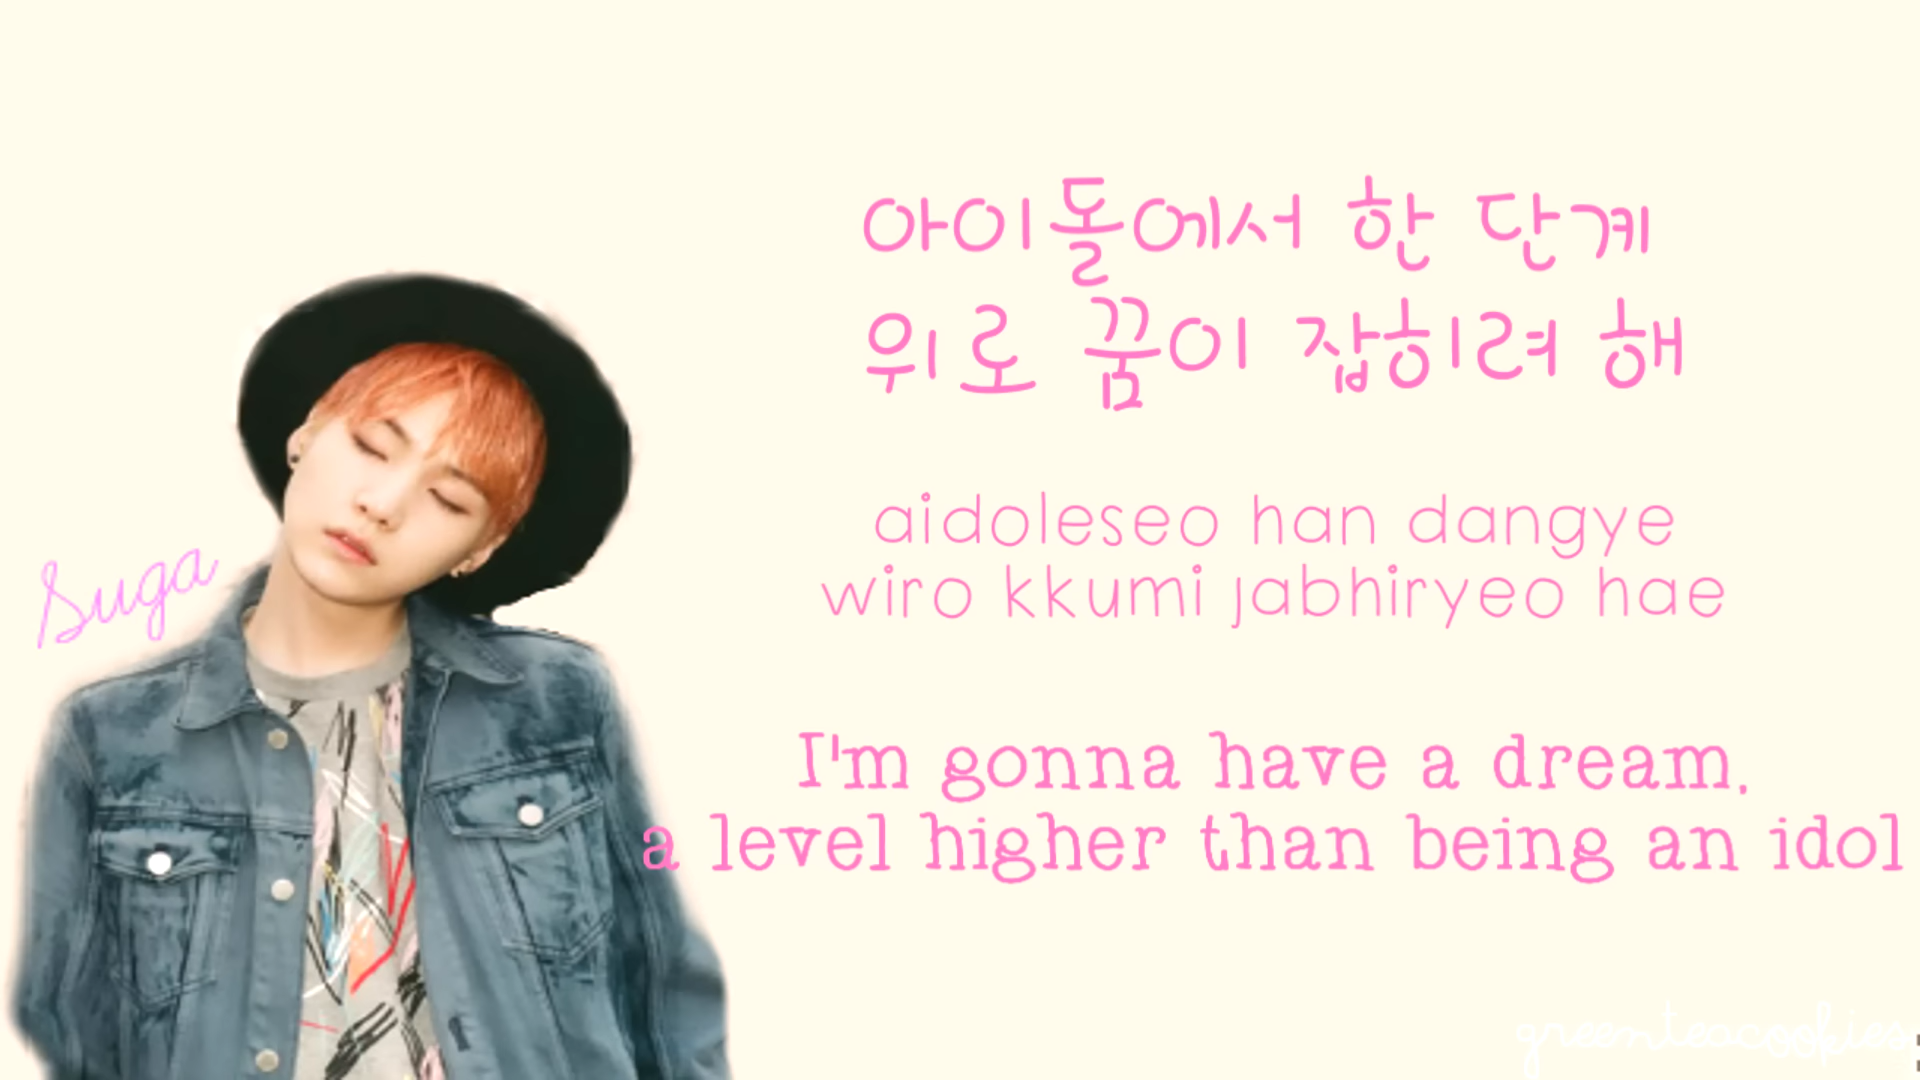 아이돌에서 한 단계
위로 꿈이 잡히려 해
aidoleseo han dangye
wiro kkumi jabhiryeo hae
Suga
I'm gonna have a dream,
a level higher than being an idol
greenteacookies